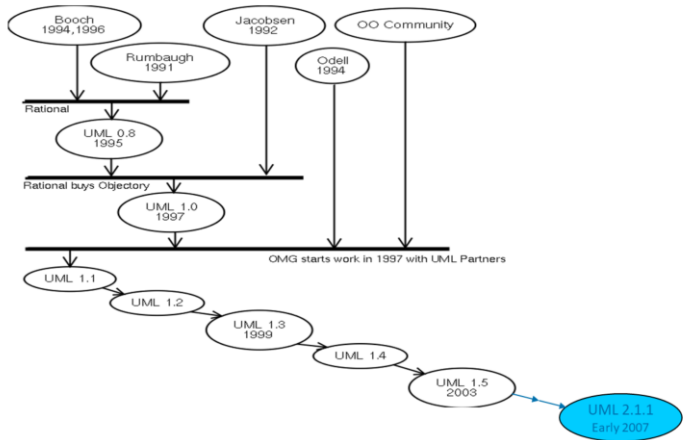 Booch
1994,1996
Jacobsen
1992
OO Community
Rumbaugh
1991
Odell
1994
Rational
UML 0.8
1995
Rational buys Objectory
UML 1.0
1997
OMG starts work in 1997 with UML Partners
UML 1.1
UML 1.2
UML 1.3
1999
UML 1.4
UML 1.5
2003
UML 2.1.1
Early 2007